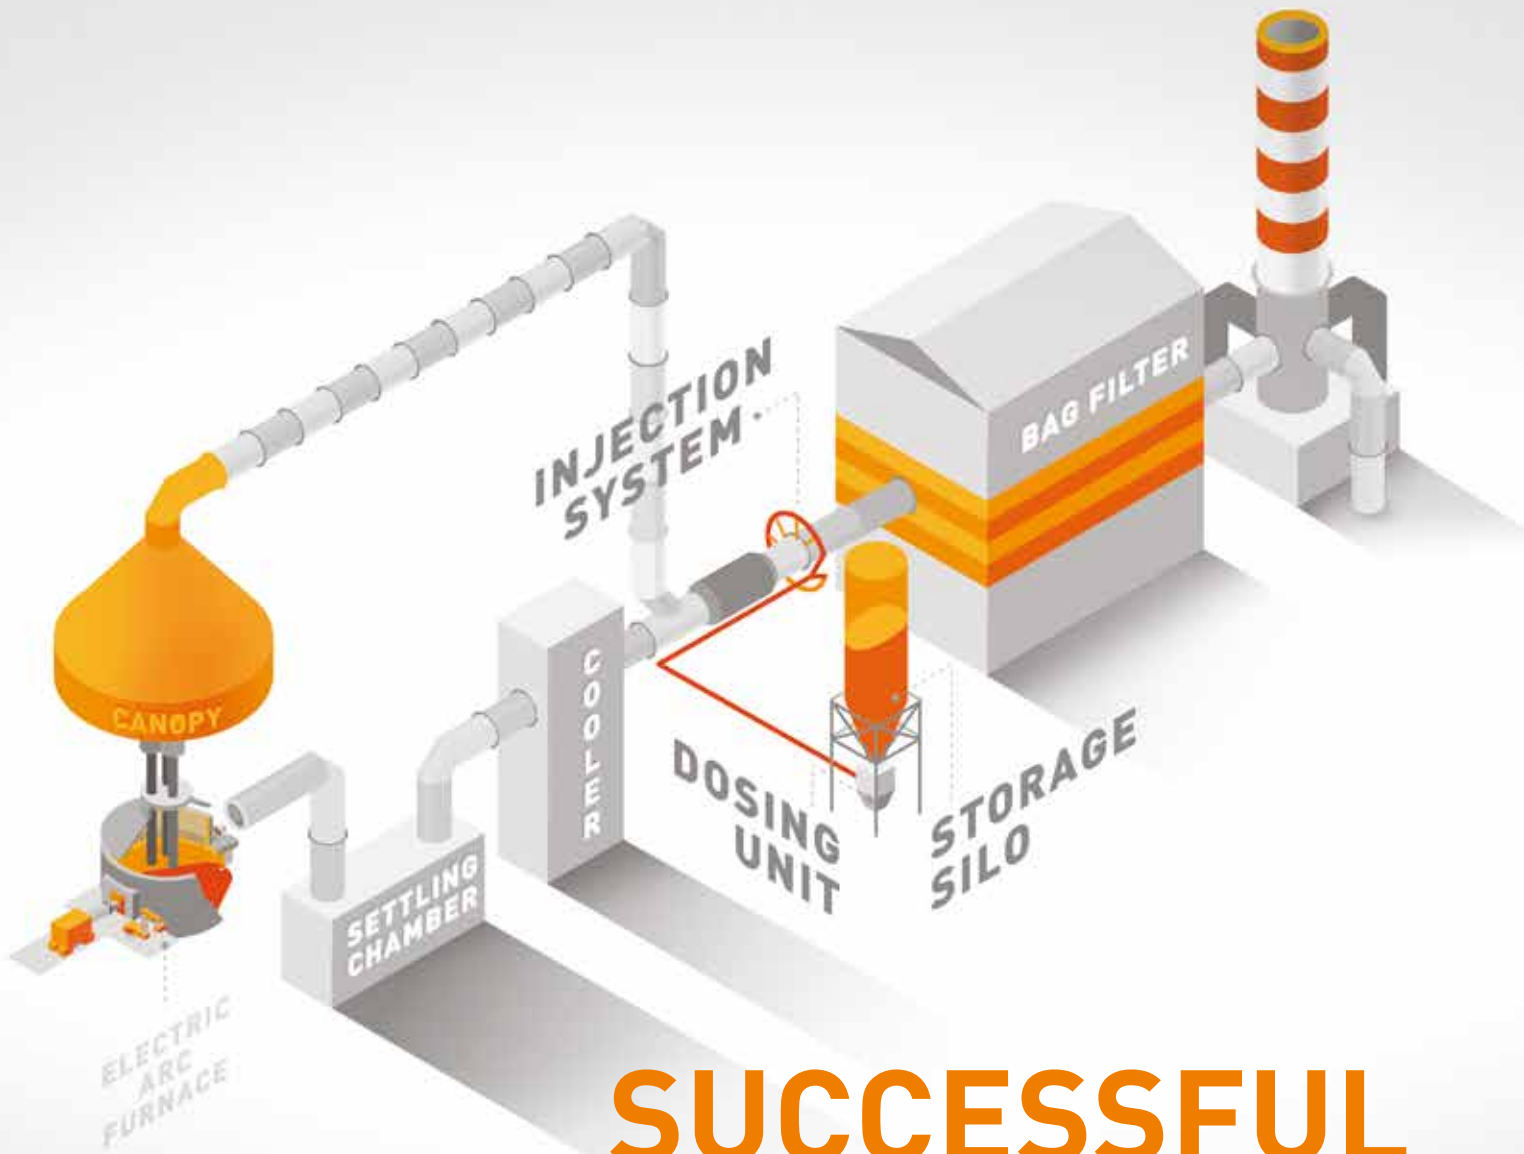 INJECTION
SYSTEM
BAG FILTER
CANOPY
COOLER
DOSING
UNIT
STORAGE
SILO
SETTLING
CHAMBER
ELECTRIC
ARC
FURNACE
SUCCESSFUL